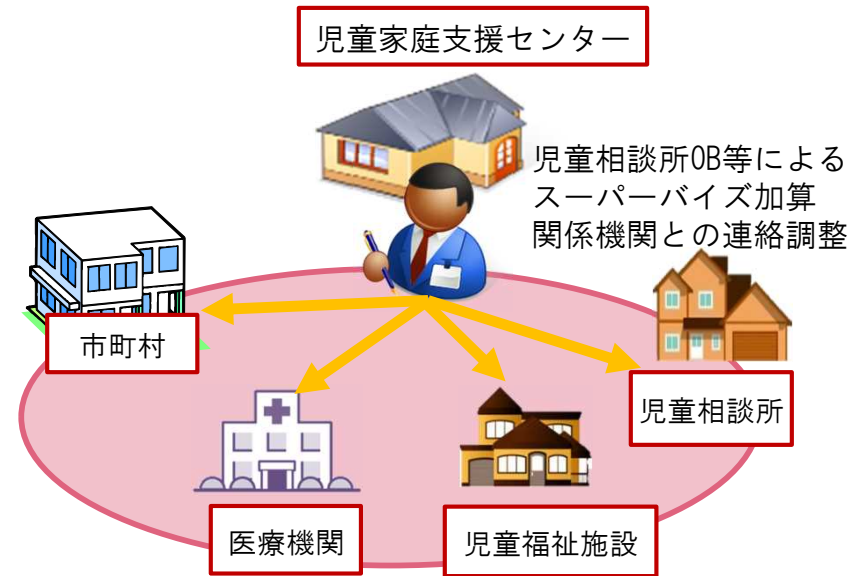 児童家庭支援センター
児童相談所OB等による
スーパーバイズ加算
関係機関との連絡調整
市町村
児童相談所
医療機関
児童福祉施設